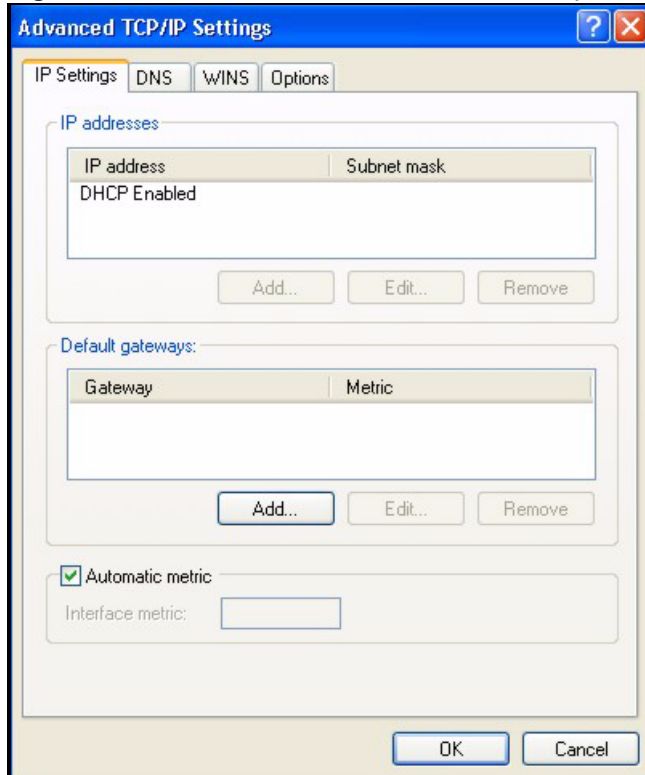 Advanced TCP/IP Settings
IP Settings DNS WINS Options
IP addresses
IP address Subnet mask
DHCP Enabled
Add... Edit... Remove
Default gateways:
Gateway Metric
Add... Edit... Remove
Automatic metric
Interface metric:
OK Cancel